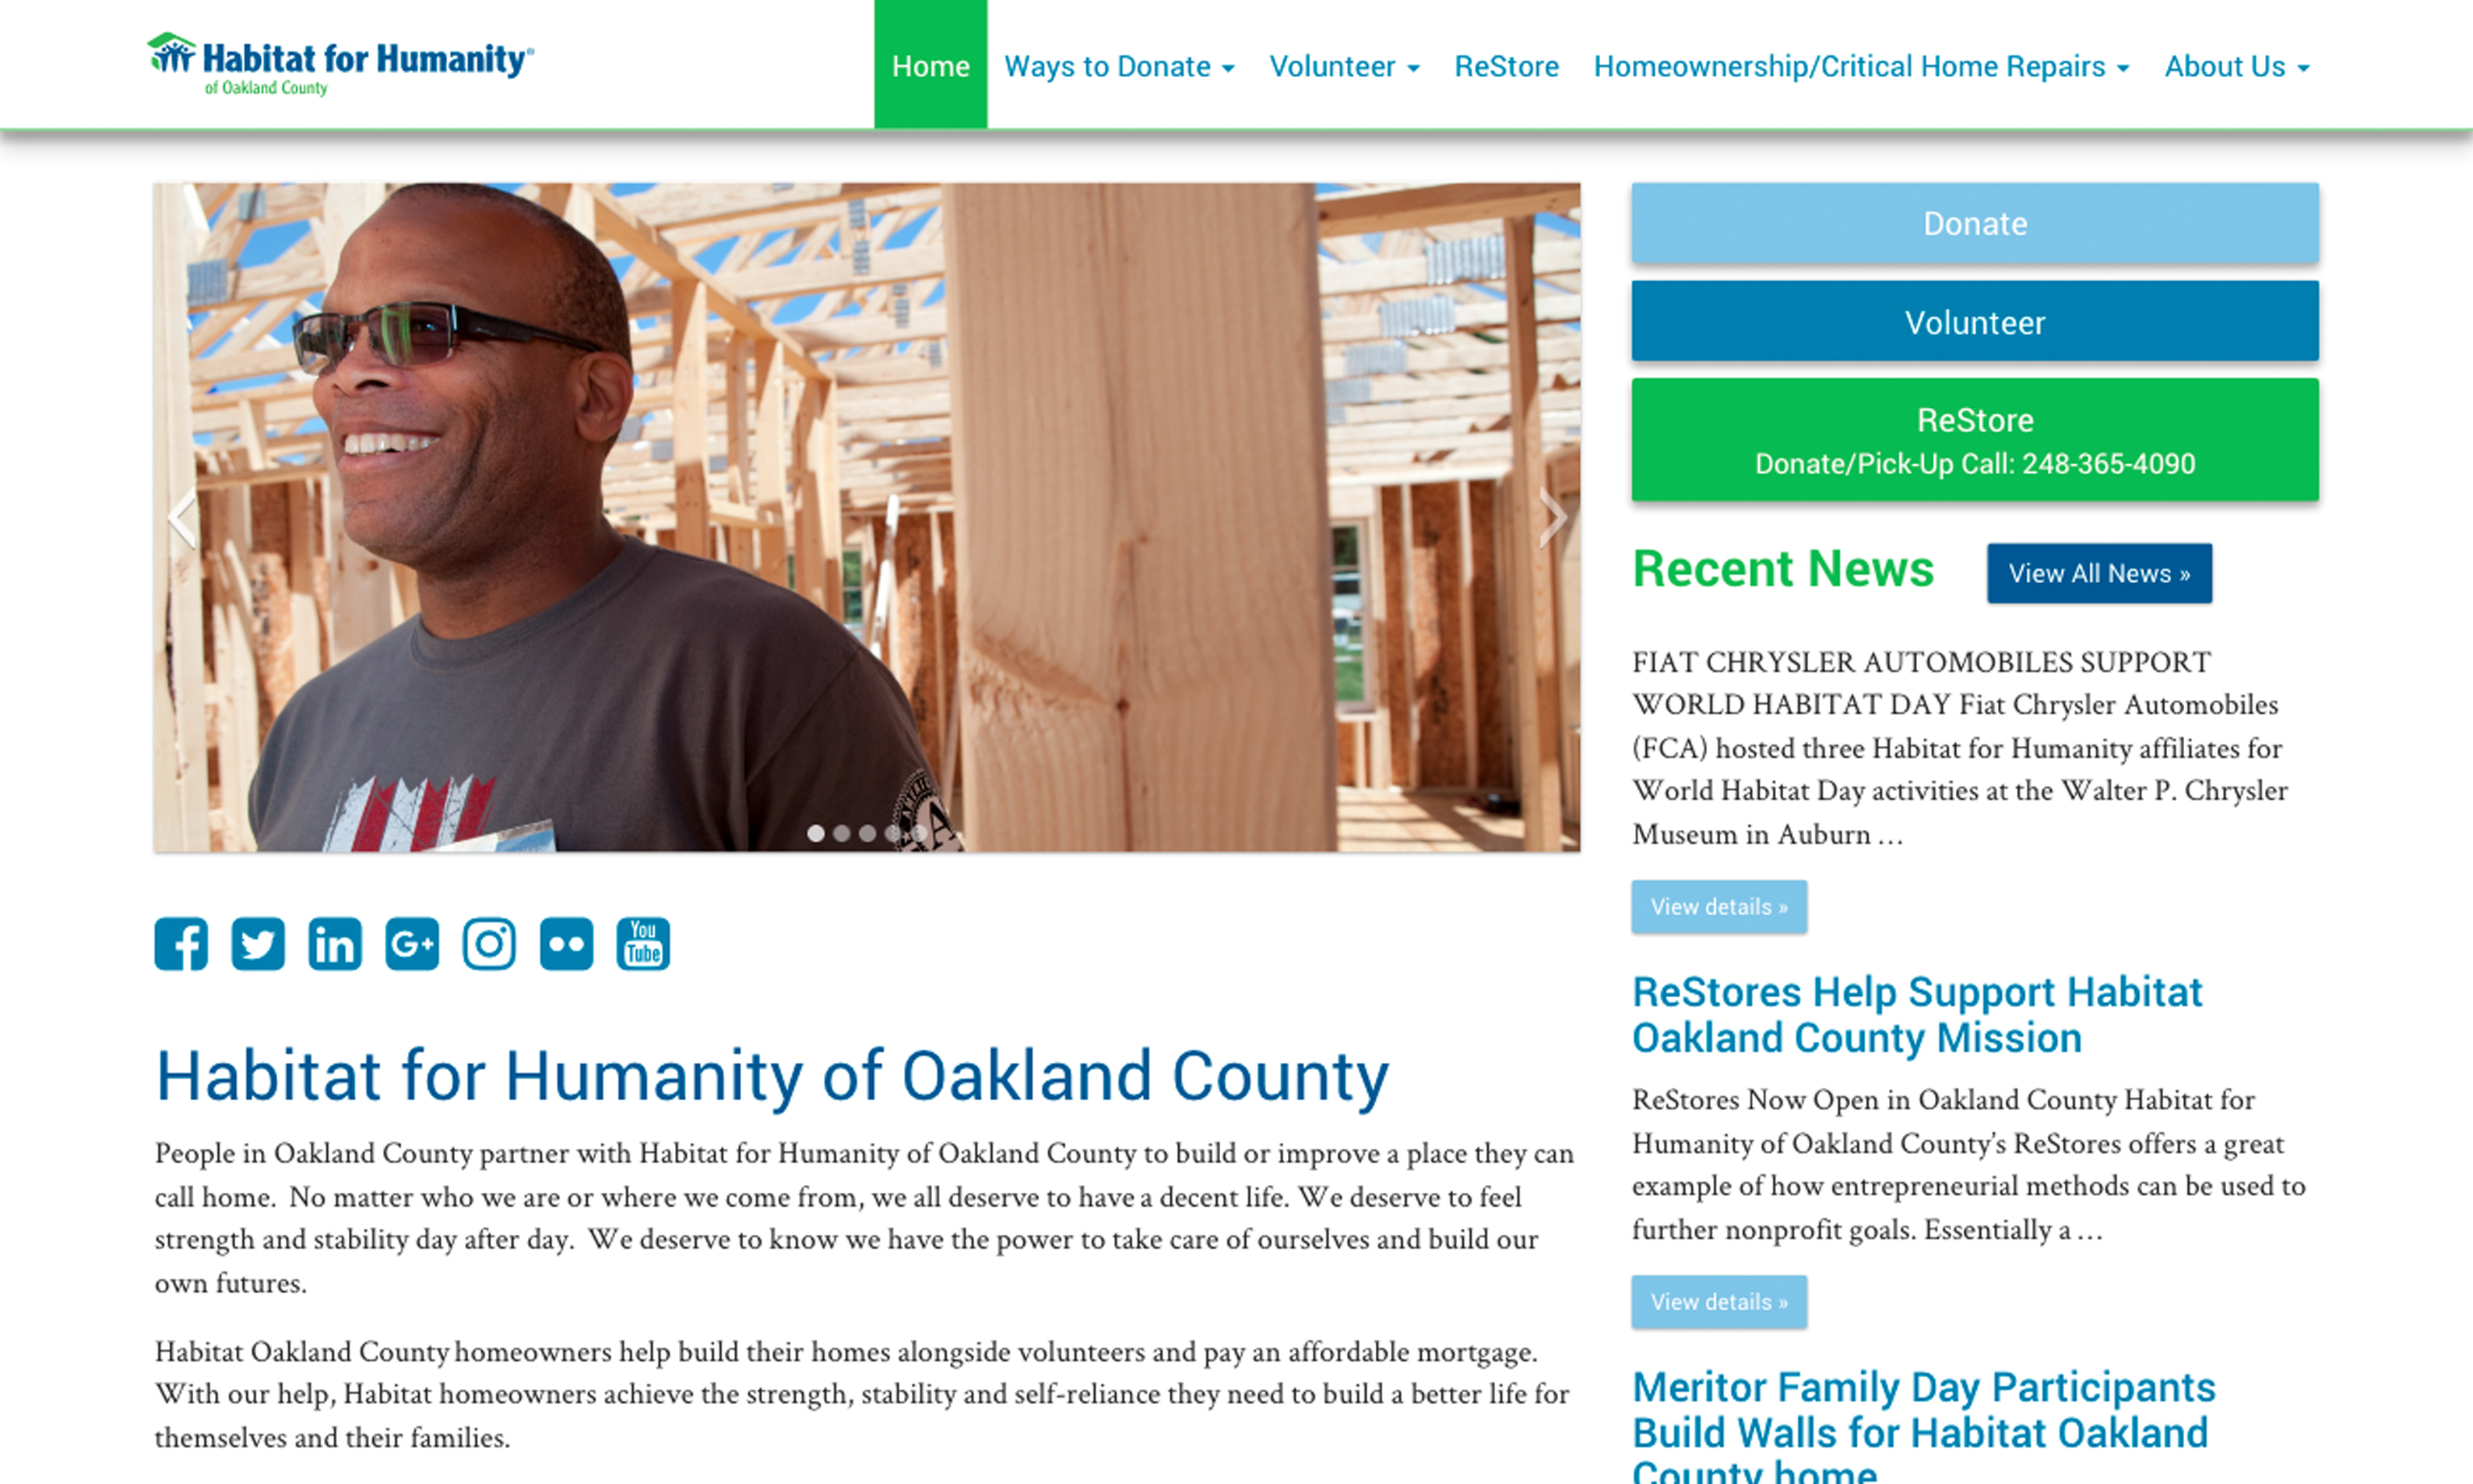 Habitat for Humanity®
of Oakland County
Home
Ways to Donate
Volunteer
ReStore
Homeownership/Critical Home Repairs
About Us
Donate
Volunteer
ReStore
Donate/Pick-Up Call: 248-365-4090
Recent News
View All News »
FIAT CHRYSLER AUTOMOBILES SUPPORT
WORLD HABITAT DAY Fiat Chrysler Automobiles
(FCA) hosted three Habitat for Humanity affiliates for
World Habitat Day activities at the Walter P. Chrysler
Museum in Auburn …
View details »
ReStores Help Support Habitat
Oakland County Mission
ReStores Now Open in Oakland County Habitat for
Humanity of Oakland County’s ReStores offers a great
example of how entrepreneurial methods can be used to
further nonprofit goals. Essentially a …
View details »
Meritor Family Day Participants
Build Walls for Habitat Oakland
County home
in
G+
You
Tube
Habitat for Humanity of Oakland County
People in Oakland County partner with Habitat for Humanity of Oakland County to build or improve a place they can
call home.  No matter who we are or where we come from, we all deserve to have a decent life. We deserve to feel
strength and stability day after day.  We deserve to know we have the power to take care of ourselves and build our
own futures.
Habitat Oakland County homeowners help build their homes alongside volunteers and pay an affordable mortgage.
With our help, Habitat homeowners achieve the strength, stability and self-reliance they need to build a better life for
themselves and their families.